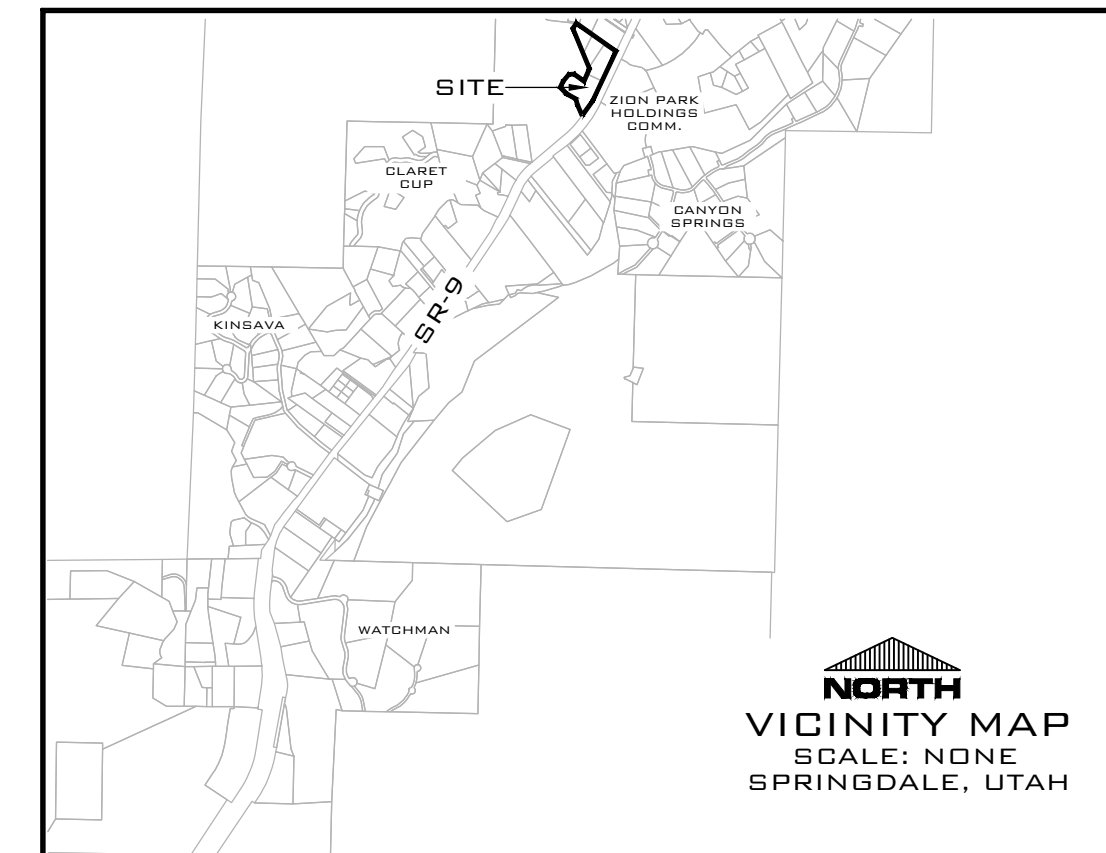 SITE
ZION PARK
HOLDINGS
COMM.
CLARET
CUP
CANYON
SPRINGS
SR-9
KINSAVA
WATCHMAN
NORTH
VICINITY MAP
SCALE: NONE
SPRINGDALE, UTAH